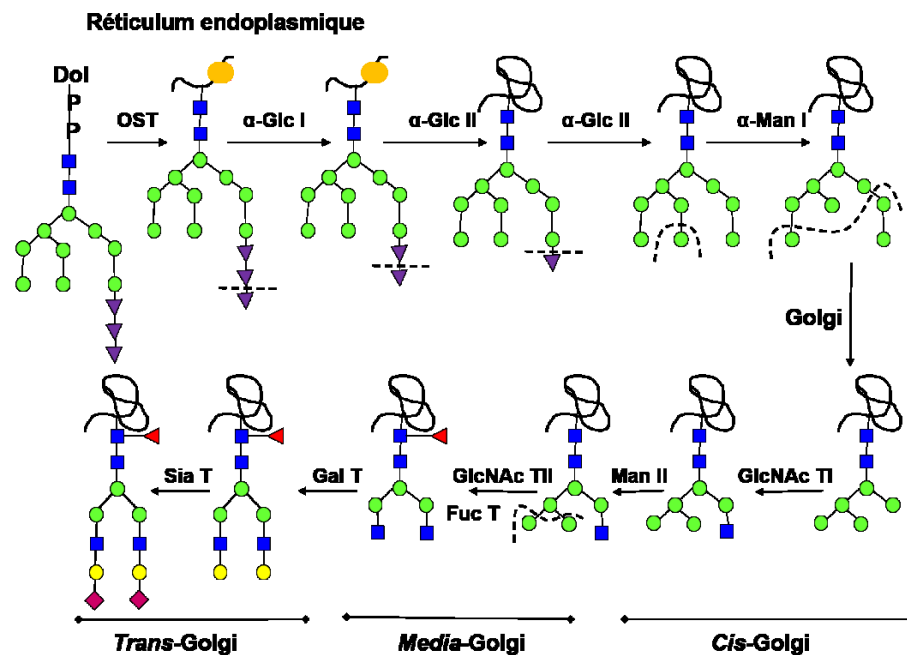 Réticulum endoplasmique
Dol
P
P
OST
α-Glc I
α-Glc II
α-Glc II
α-Man I
Golgi
Sia T
Gal T
GlcNAc TII
Fuc T
Man II
GlcNAc TI
Trans-Golgi
Media-Golgi
Cis-Golgi